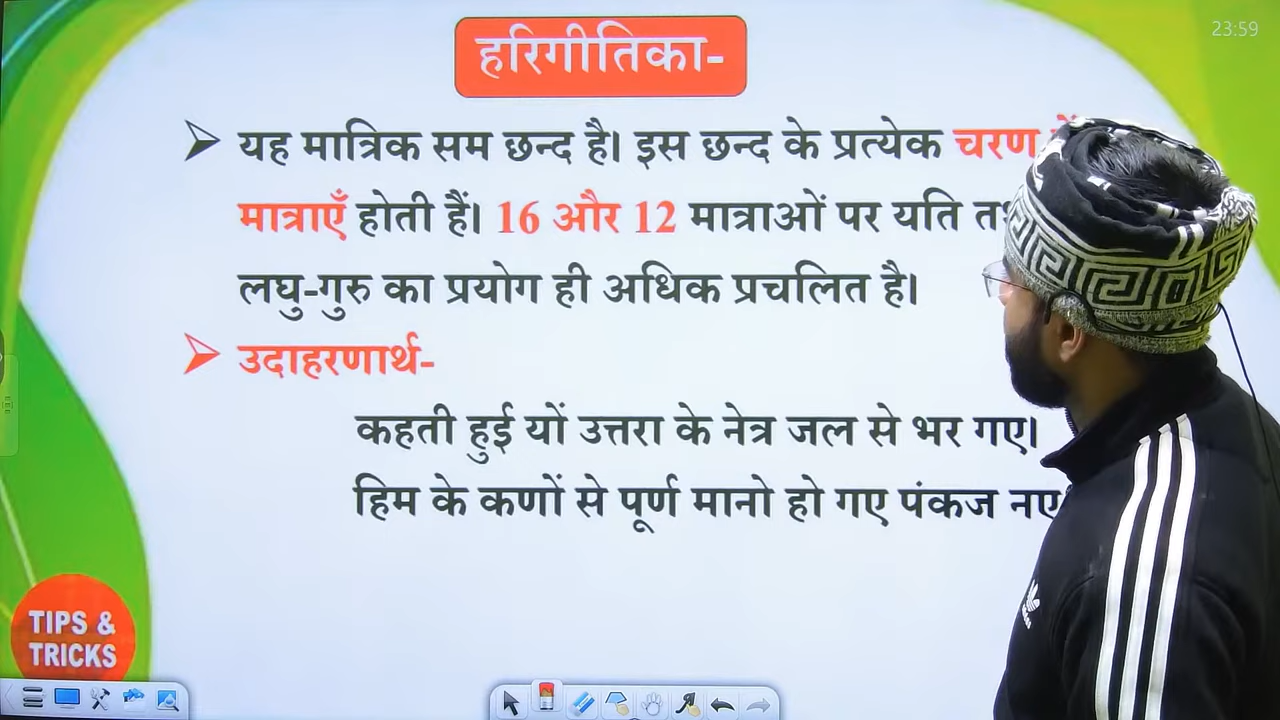 23:59
हरिगीतिका-
यह मात्रिक सम छन्द है। इस छन्द के प्रत्येक चरण
मात्राएँ होती हैं। 16 और 12 मात्राओं पर यति
लघु-गुरु का प्रयोग ही अधिक प्रचलित है।
उदाहरणार्थ-
कहती हुई यों उत्तरा के नेत्र जल से भर गए।
हिम के कणों से पूर्ण मानो हो गए पंकज नए
TIPS &
TRICKS